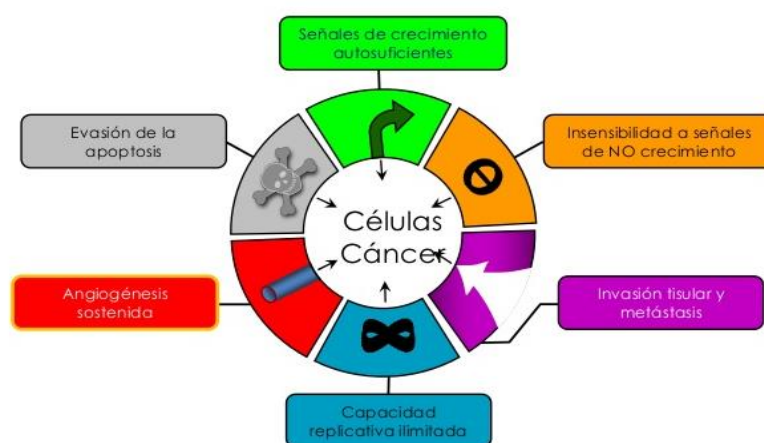 Señales de crecimiento
autosuficientes
Evasión de la
apoptosis
Insensibilidad a señales
de NO crecimiento
Células
Cáncer
Angiogénesis
sostenida
Invasión tisular y
metástasis
Capacidad
replicativa ilimitada